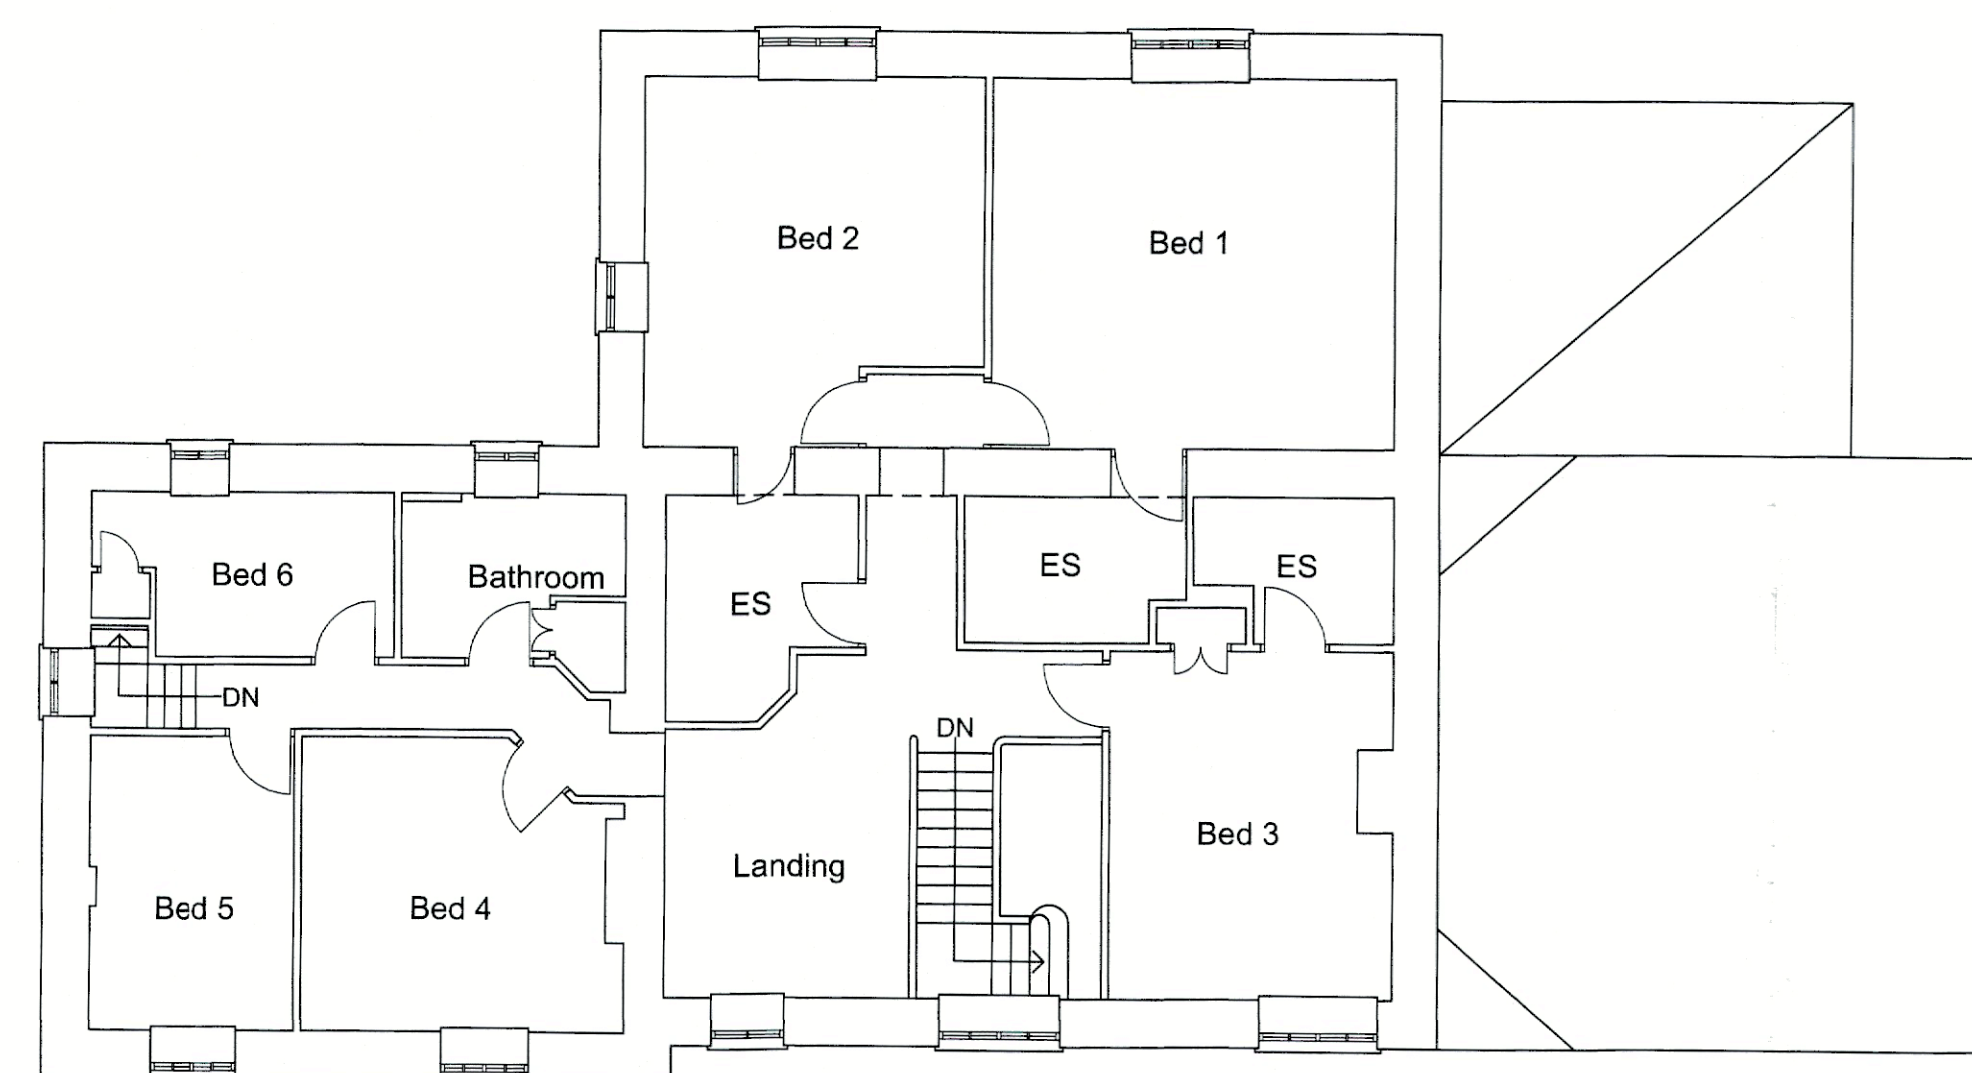 Bed 2
Bed 1
Bed 6
Bathroom
ES
ES
ES
DN
DN
Bed 5
Bed 4
Landing
Bed 3